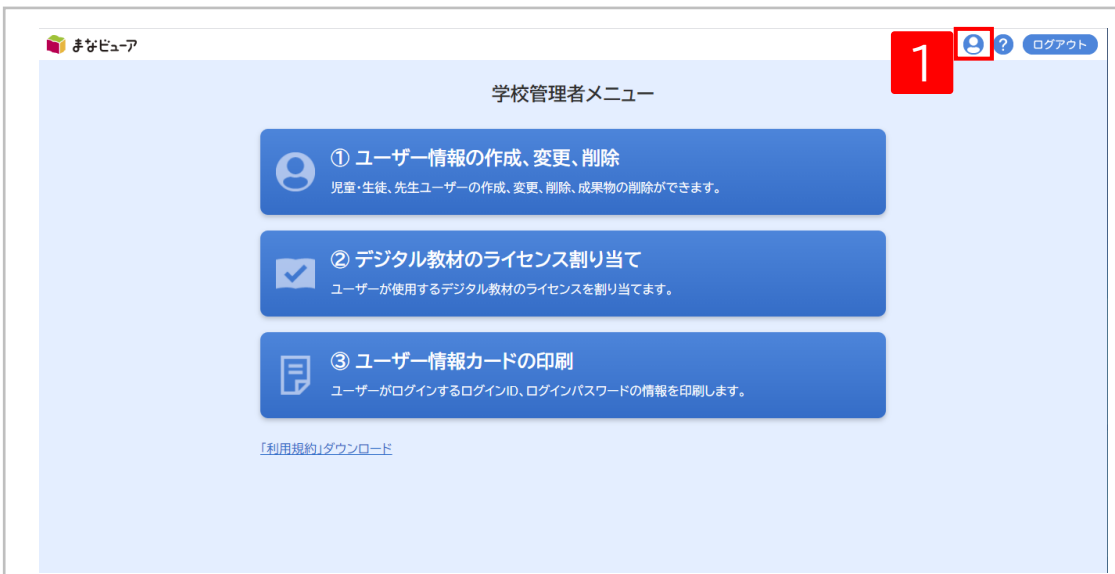 まなビューア
1
?
ログアウト
学校管理者メニュー
① ユーザー情報の作成、変更、削除
児童・生徒、先生ユーザーの作成、変更、削除、成果物の削除ができます。
② デジタル教材のライセンス割り当て
ユーザーが使用するデジタル教材のライセンスを割り当てます。
③ ユーザー情報カードの印刷
ユーザーがログインするログインID、ログインパスワードの情報を印刷します。
「利用規約」ダウンロード